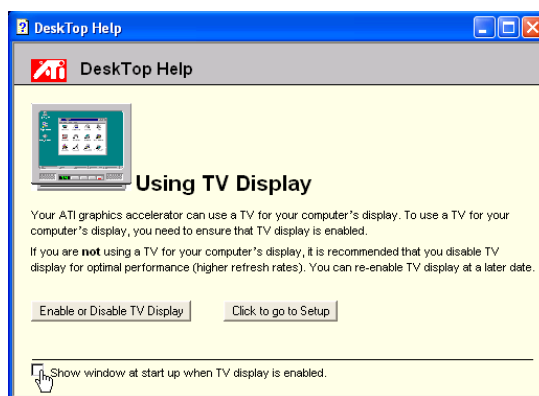 DeskTop Help
ATi DeskTop Help
Using TV Display
Your ATI graphics accelerator can use a TV for your computer's display. To use a TV for your
computer's display, you need to ensure that TV display is enabled.
If you are not using a TV for your computer's display, it is recommended that you disable TV
display for optimal performance (higher refresh rates). You can re-enable TV display at a later date.
Enable or Disable TV Display Click to go to Setup
Show window at start up when TV display is enabled.